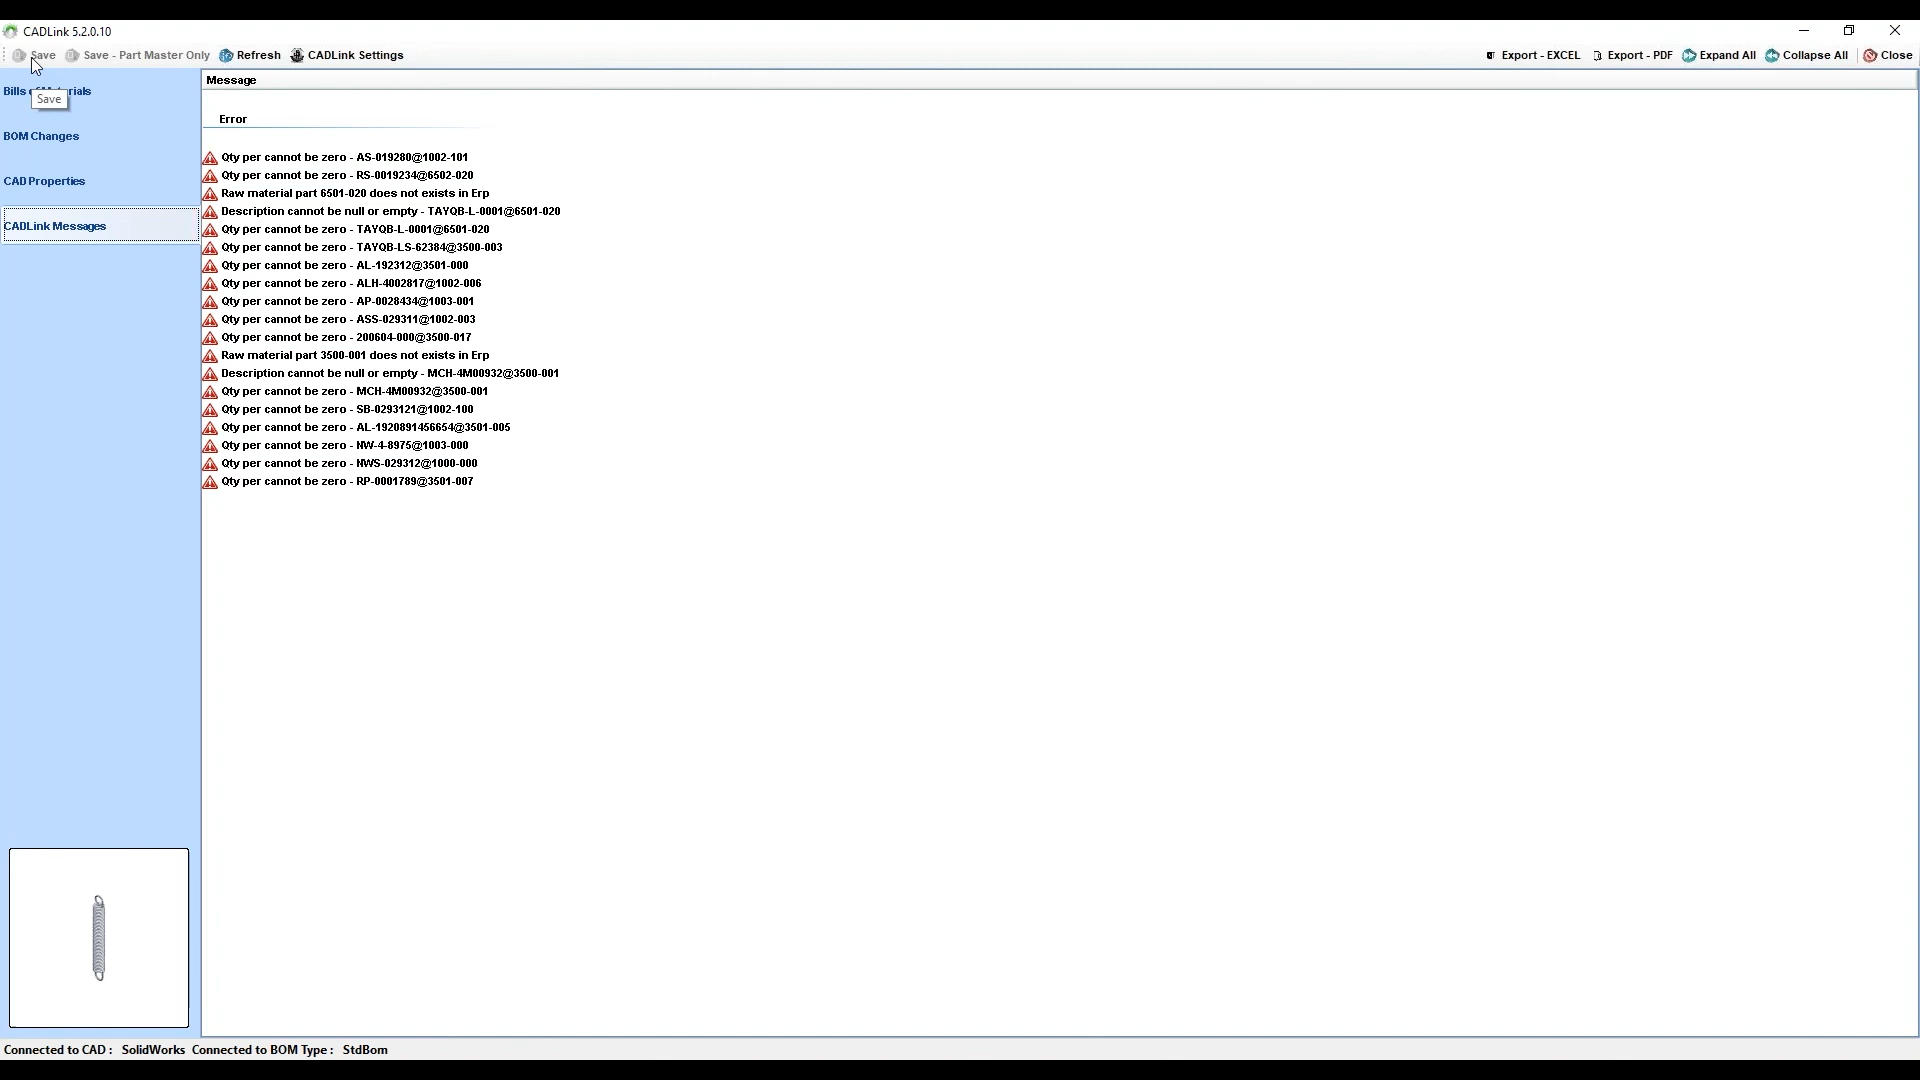 CADLink 5.2.0.10
Save Save - Part Master Only Refresh CADLink Settings Export - EXCEL Export - PDF Expand All Collapse All Close
Message
Bills
Save
BOM Changes
CAD Properties
CADLink Messages
Error
Qty per cannot be zero - AS-019280@1002-101
Qty per cannot be zero - RS-0019234@6502-020
Raw material part 6501-020 does not exists in Erp
Description cannot be null or empty - TAYQB-L-0001@6501-020
Qty per cannot be zero - TAYQB-L-0001@6501-020
Qty per cannot be zero - TAYQB-LS-62384@3500-003
Qty per cannot be zero - AL-192312@3501-000
Qty per cannot be zero - ALH-4002817@1002-006
Qty per cannot be zero - AP-0028434@1003-001
Qty per cannot be zero - ASS-029311@1002-003
Qty per cannot be zero - 200604-000@3500-017
Raw material part 3500-001 does not exists in Erp
Description cannot be null or empty - MCH-4M00932@3500-001
Qty per cannot be zero - MCH-4M00932@3500-001
Qty per cannot be zero - SB-0293121@1002-100
Qty per cannot be zero - AL-1920891456654@3501-005
Qty per cannot be zero - NW-4-8975@1003-000
Qty per cannot be zero - NWS-029312@1000-000
Qty per cannot be zero - RP-0001789@3501-007
Connected to CAD : SolidWorks Connected to BOM Type : StdBom